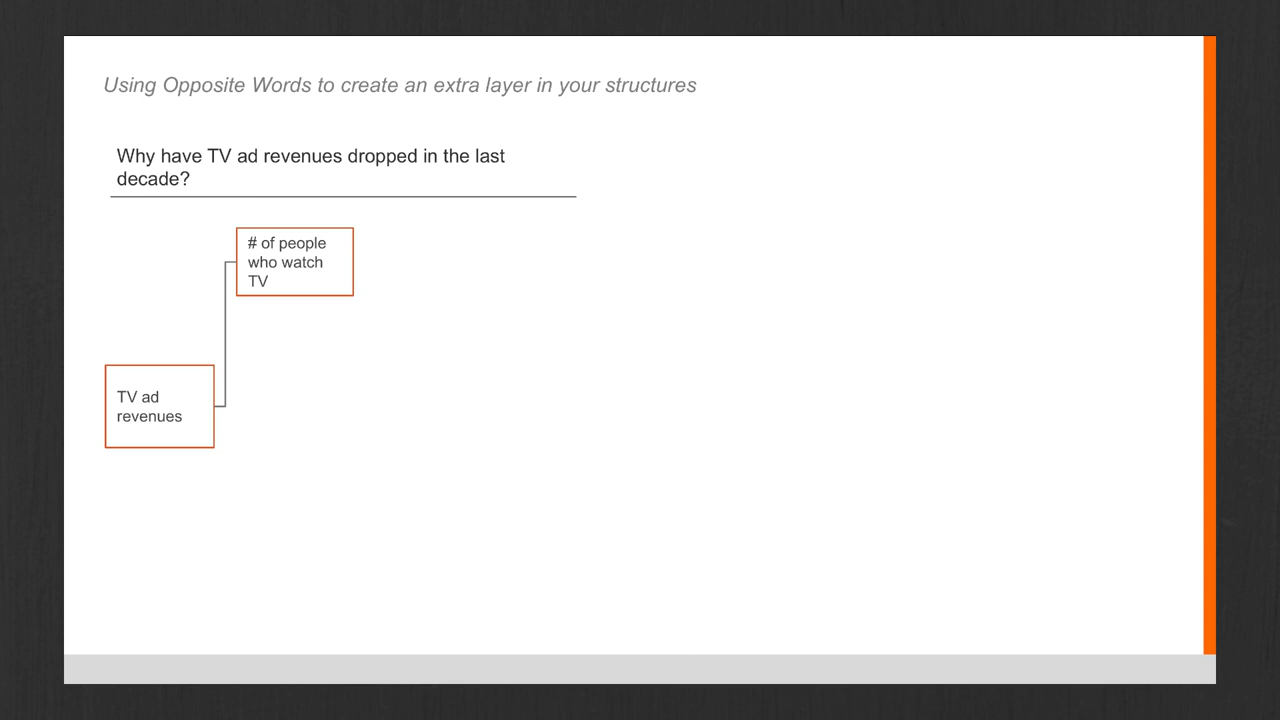 Using Opposite Words to create an extra layer in your structures
Why have TV ad revenues dropped in the last
decade?
# of people
who watch
TV
TV ad
revenues